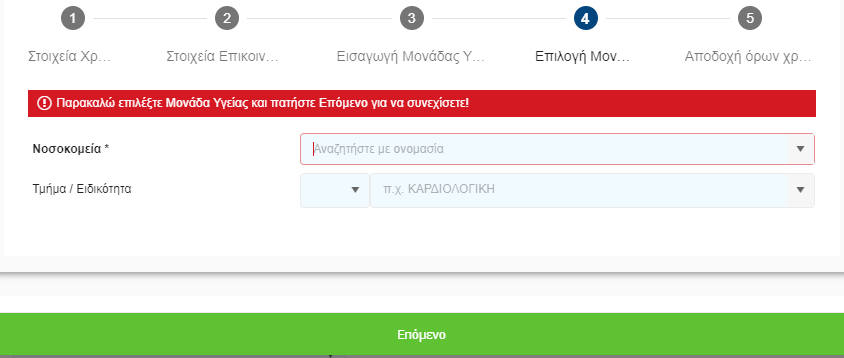 1 2 3 4 5
Στοιχεία Χρ... Στοιχεία Επικοιν... Εισαγωγή Μονάδας Υ... Επιλογή Μον... Αποδοχή όρων χρ...
Παρακαλώ επιλέξτε Μονάδα Υγείας και πατήστε Επόμενο για να συνεχίσετε!
Νοσοκομεία * Αναζητήστε με ονομασία
Τμήμα / Ειδικότητα π.χ. ΚΑΡΔΙΟΛΟΓΙΚΗ
Επόμενο